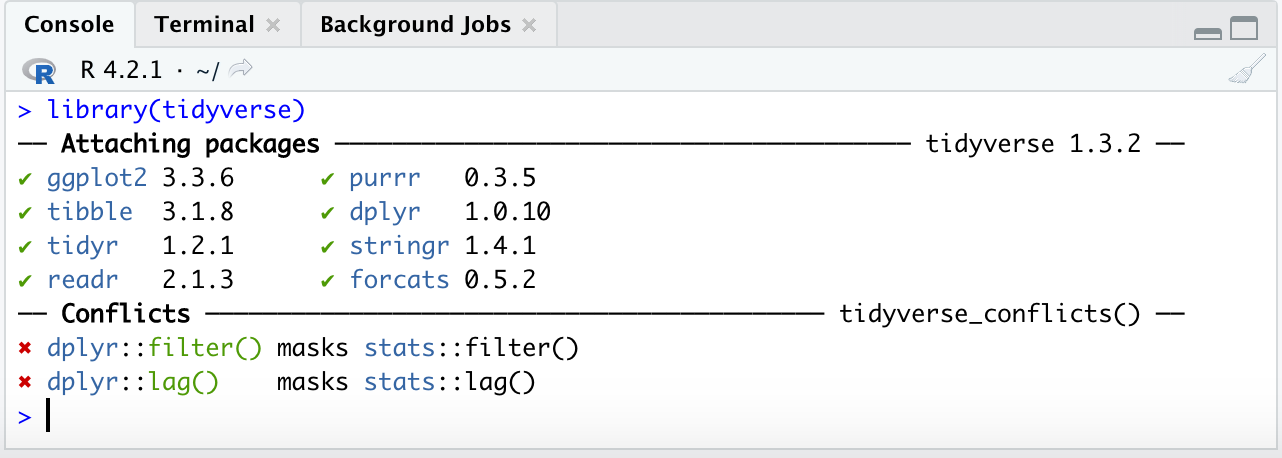 Console Terminal × Background Jobs ×
R R 4.2.1 · ~/
> library(tidyverse)
── Attaching packages ──────────────────────────────────────── tidyverse 1.3.2 ──
✔ ggplot2 3.3.6      ✔ purrr   0.3.5
✔ tibble  3.1.8      ✔ dplyr   1.0.10
✔ tidyr   1.2.1      ✔ stringr 1.4.1
✔ readr   2.1.3      ✔ forcats 0.5.2
── Conflicts ─────────────────────────────────────────── tidyverse_conflicts() ──
✖ dplyr::filter() masks stats::filter()
✖ dplyr::lag()    masks stats::lag()
>